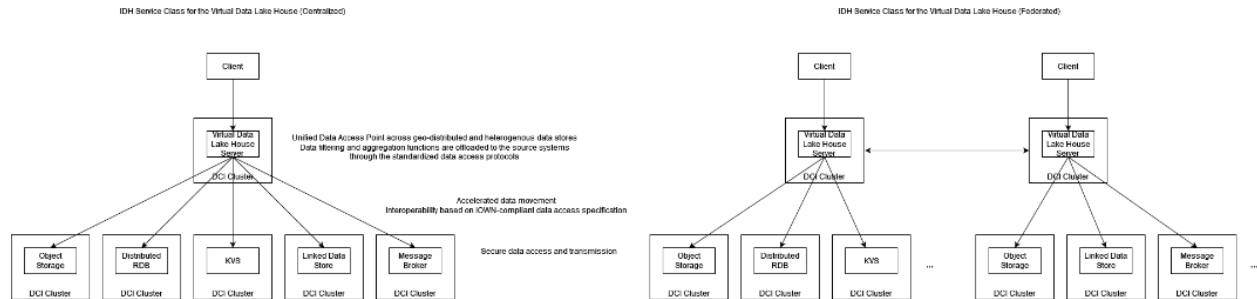 IDH Service Class for the Virtual Data Lake House (Centralized)
Client
Virtual Data
Lake House
Server
DCI Cluster
Unified Data Access Point across geo-distributed and heterogenous data stores
Data filtering and aggregation functions are offloaded to the source systems
through the standardized data access protocols
Accelerated data movement
Interoperability based on IOWN-compliant data access specification
Secure data access and transmission
Object
Storage
DCI Cluster
Distributed
RDB
DCI Cluster
KVS
DCI Cluster
Linked Data
Store
DCI Cluster
Message
Broker
DCI Cluster
IDH Service Class for the Virtual Data Lake House (Federated)
Client
Virtual Data
Lake House
Server
DCI Cluster
Client
Virtual Data
Lake House
Server
DCI Cluster
Object
Storage
DCI Cluster
Distributed
RDB
DCI Cluster
KVS
DCI Cluster
...
Object
Storage
DCI Cluster
Linked Data
Store
DCI Cluster
Message
Broker
DCI Cluster
...